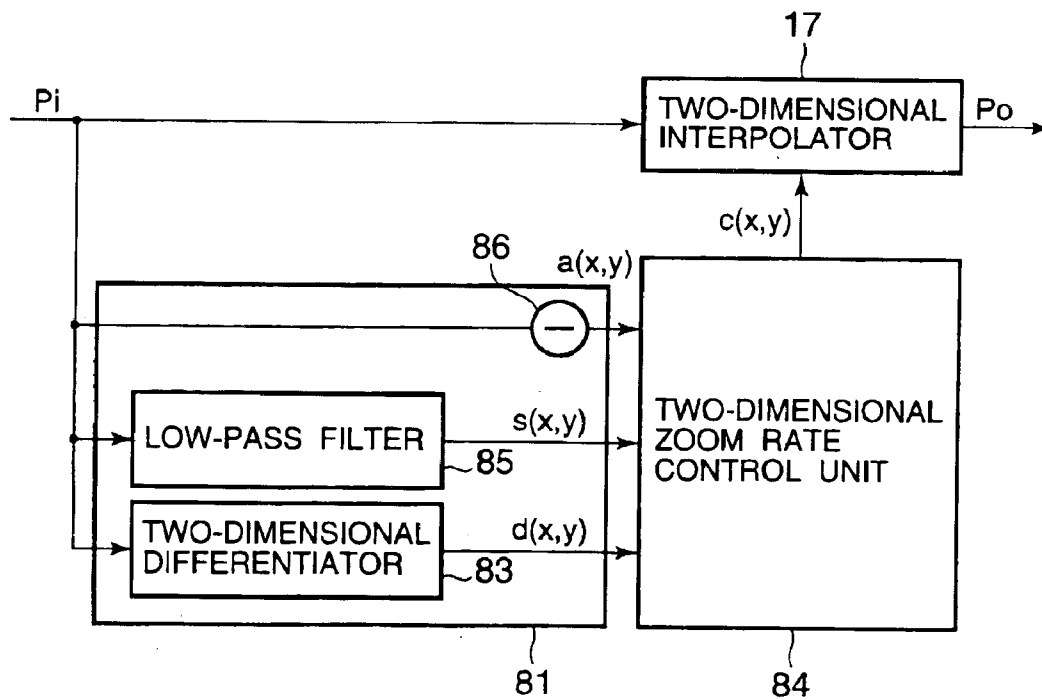 17
Pi
TWO-DIMENSIONAL
INTERPOLATOR
Po
c(x,y)
86
a(x,y)
−
LOW-PASS FILTER
s(x,y)
85
TWO-DIMENSIONAL
ZOOM RATE
CONTROL UNIT
TWO-DIMENSIONAL
DIFFERENTIATOR
d(x,y)
83
81
84